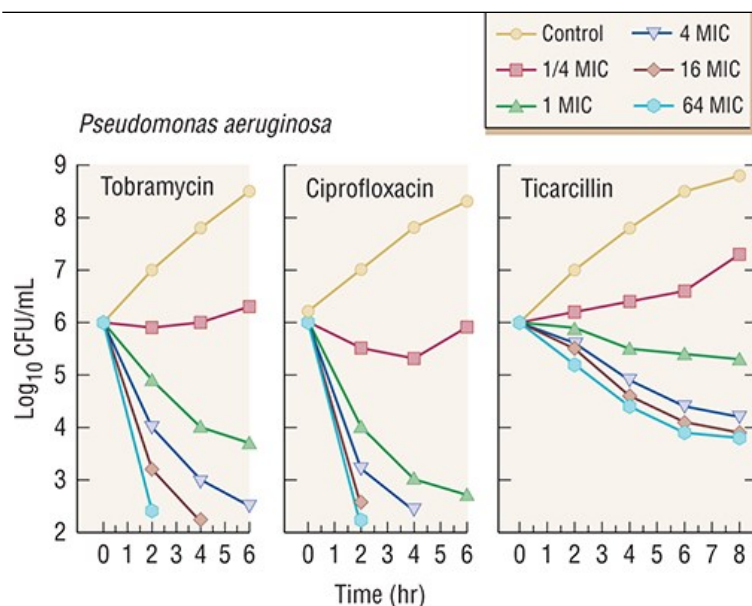 Control
4 MIC
1/4 MIC
16 MIC
1 MIC
64 MIC
Pseudomonas aeruginosa
Tobramycin
Ciprofloxacin
Ticarcillin
Log10 CFU/mL
9
8
7
6
5
4
3
2
0 1 2 3 4 5 6
0 1 2 3 4 5 6
0 1 2 3 4 5 6 7 8
Time (hr)